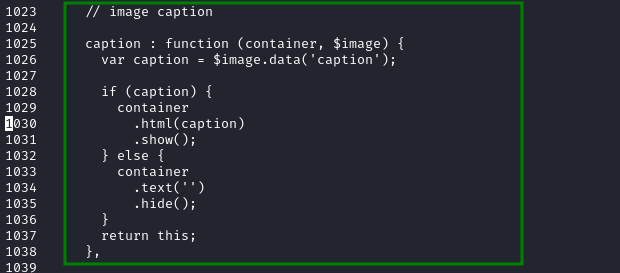 1023 // image caption
1024
1025 caption : function (container, $image) {
1026 var caption = $image.data('caption');
1027
1028 if (caption) {
1029 container
1030 .html(caption)
1031 .show();
1032 } else {
1033 container
1034 .text('')
1035 .hide();
1036 }
1037 return this;
1038 },
1039